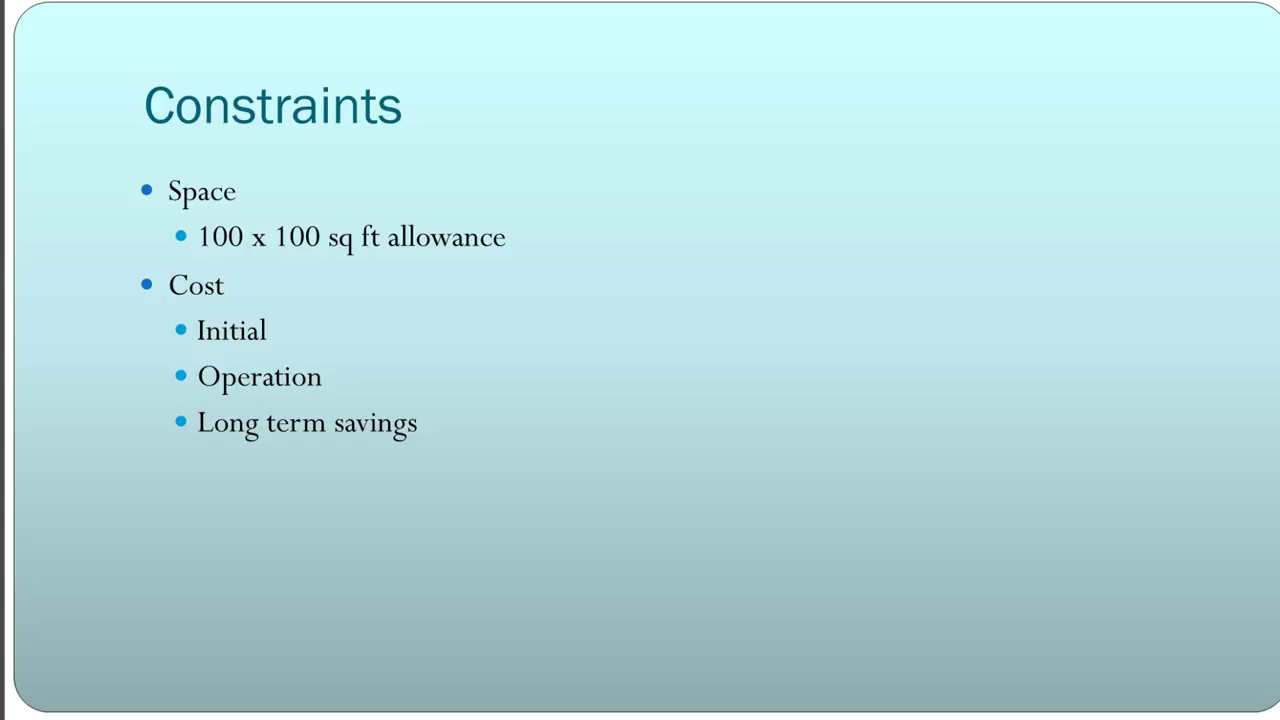 Constraints
Space
100 x 100 sq ft allowance
Cost
Initial
Operation
Long term savings